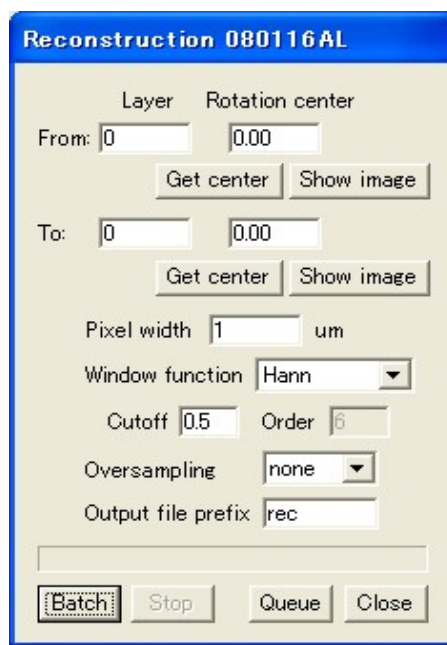 Reconstruction 080116AL
Layer Rotation center
From: 0 0.00
Get center Show image
To: 0 0.00
Get center Show image
Pixel width 1 um
Window function Hann
Cutoff 0.5 Order 6
Oversampling none
Output file prefix rec
Batch Stop Queue Close